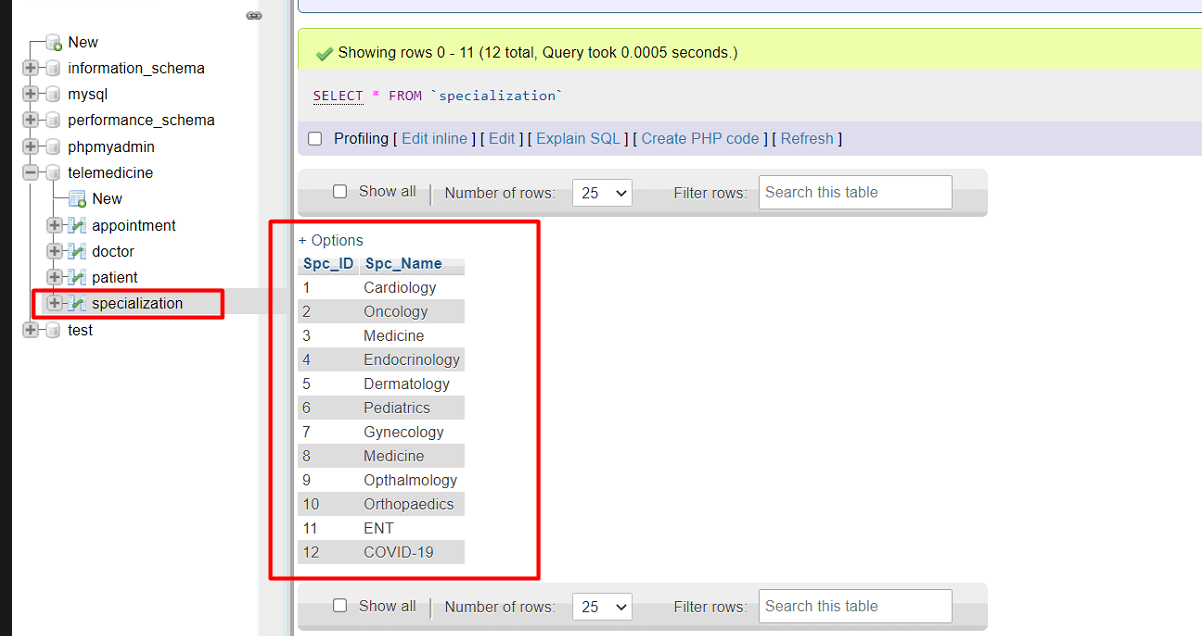 New
information_schema
mysql
performance_schema
phpmyadmin
telemedicine
New
appointment
doctor
patient
specialization
test
Showing rows 0 - 11 (12 total, Query took 0.0005 seconds.)
SELECT * FROM `specialization`
Profiling [ Edit inline ] [ Edit ] [ Explain SQL ] [ Create PHP code ] [ Refresh ]
Show all | Number of rows: 25 Filter rows: Search this table
+ Options
Spc_ID Spc_Name
1 Cardiology
2 Oncology
3 Medicine
4 Endocrinology
5 Dermatology
6 Pediatrics
7 Gynecology
8 Medicine
9 Opthalmology
10 Orthopaedics
11 ENT
12 COVID-19
Show all | Number of rows: 25 Filter rows: Search this table